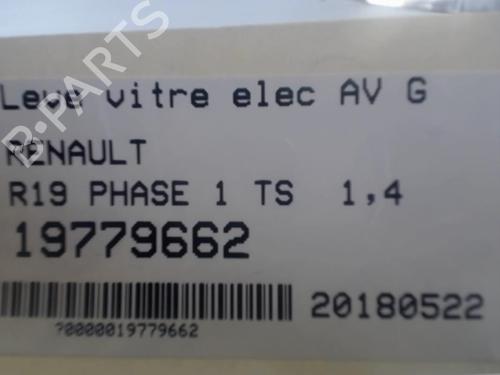 Leve vitre elec AV G
RENAULT
R19 PHASE 1 TS 1,4
19779662
20180522
?0000019779662
B-PARTS